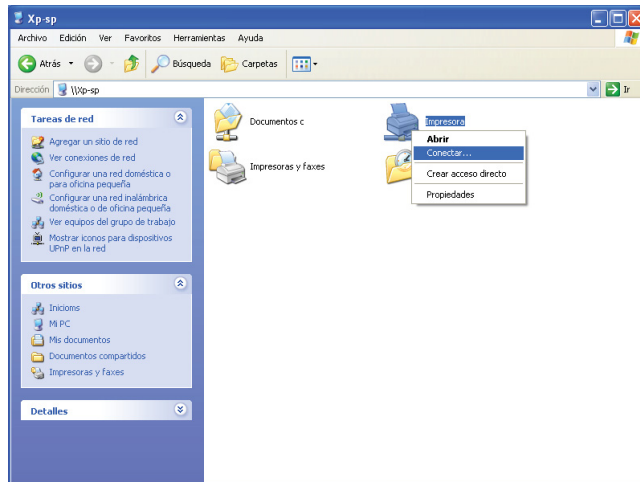 Xp-sp
Archivo Edición Ver Favoritos Herramientas Ayuda
Atrás Búsqueda Carpetas
Dirección \\Xp-sp Ir
Tareas de red
Agregar un sitio de red
Ver conexiones de red
Configurar una red doméstica o
para oficina pequeña
Configurar una red inalámbrica
doméstica o de oficina pequeña
Ver equipos del grupo de trabajo
Mostrar iconos para dispositivos
UPnP en la red
Otros sitios
Inicioms
Mi PC
Mis documentos
Documentos compartidos
Impresoras y faxes
Detalles
Documentos c
Impresora
Impresoras y faxes
Abrir
Conectar...
Crear acceso directo
Propiedades